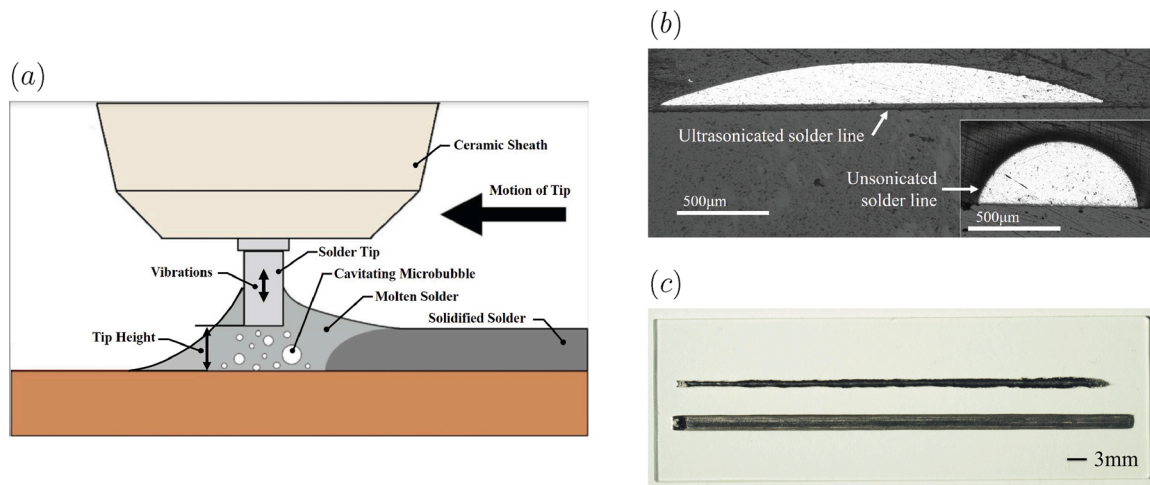 (a)
Ceramic Sheath
Motion of Tip
Solder Tip
Vibrations
Cavitating Microbubble
Molten Solder
Solidified Solder
Tip Height
(b)
Ultrasonicated solder line
500μm
Unsonicated
solder line
500μm
(c)
3mm